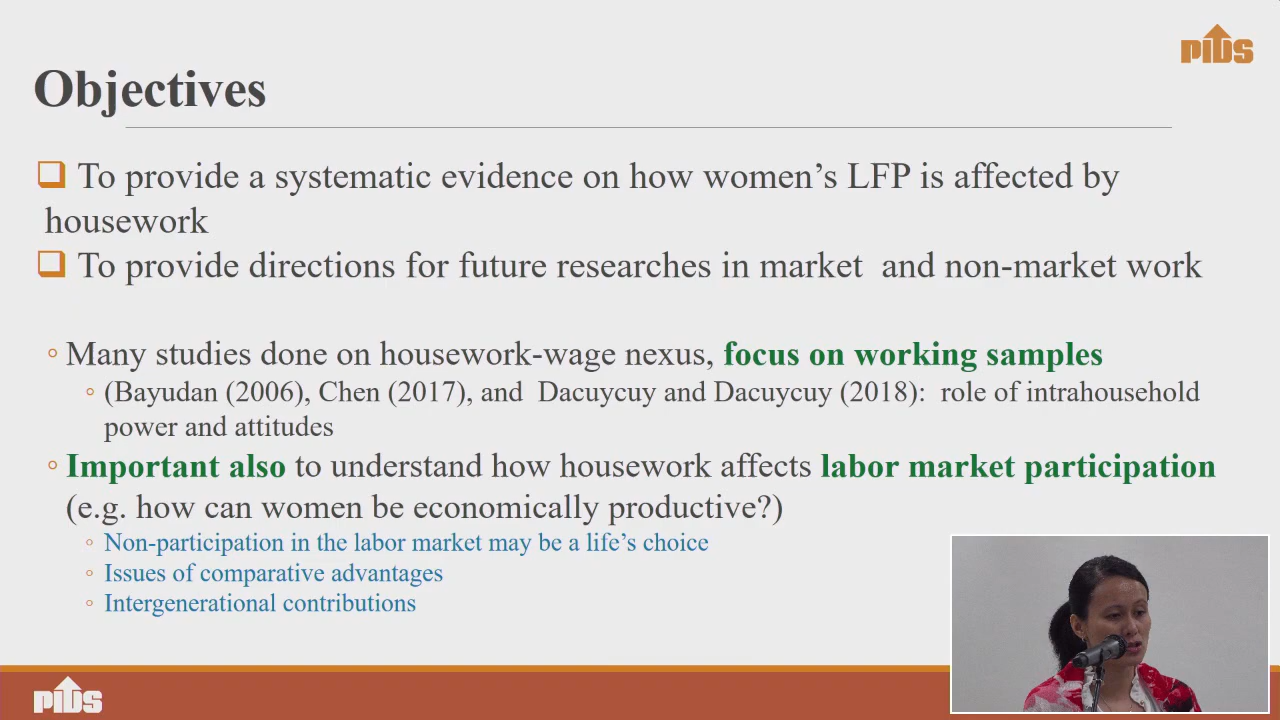 PIDS
Objectives
To provide a systematic evidence on how women’s LFP is affected by
housework
To provide directions for future researches in market and non-market work
Many studies done on housework-wage nexus, focus on working samples
(Bayudan (2006), Chen (2017), and Dacuycuy and Dacuycuy (2018): role of intrahousehold
power and attitudes
Important also to understand how housework affects labor market participation
(e.g. how can women be economically productive?)
Non-participation in the labor market may be a life’s choice
Issues of comparative advantages
Intergenerational contributions
PIDS